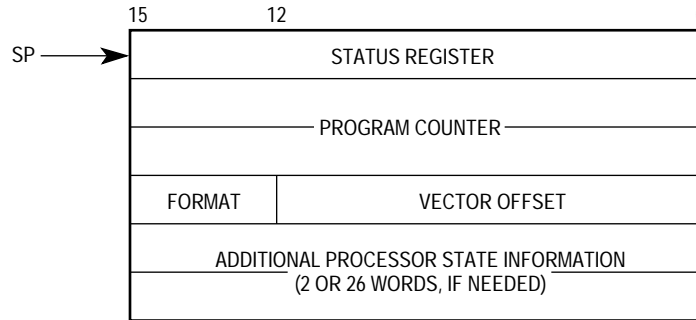 15 12
SP
STATUS REGISTER
PROGRAM COUNTER
FORMAT VECTOR OFFSET
ADDITIONAL PROCESSOR STATE INFORMATION
(2 OR 26 WORDS, IF NEEDED)